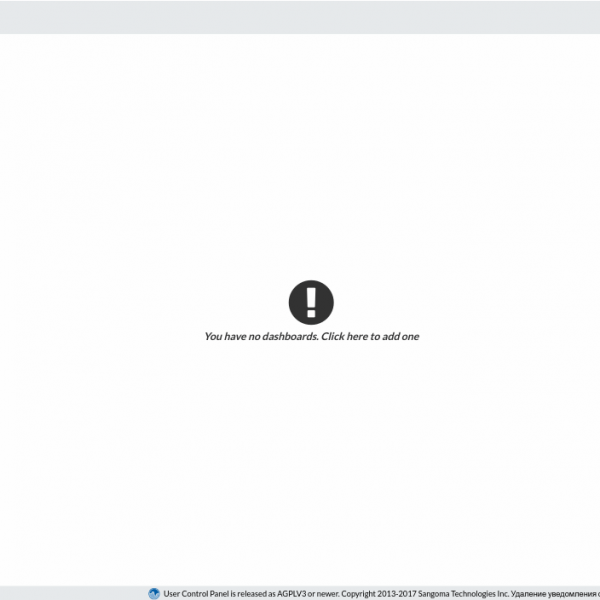 You have no dashboards. Click here to add one
User Control Panel is released as AGPLV3 or newer. Copyright 2013-2017 Sangoma Technologies Inc. Удаление уведомления